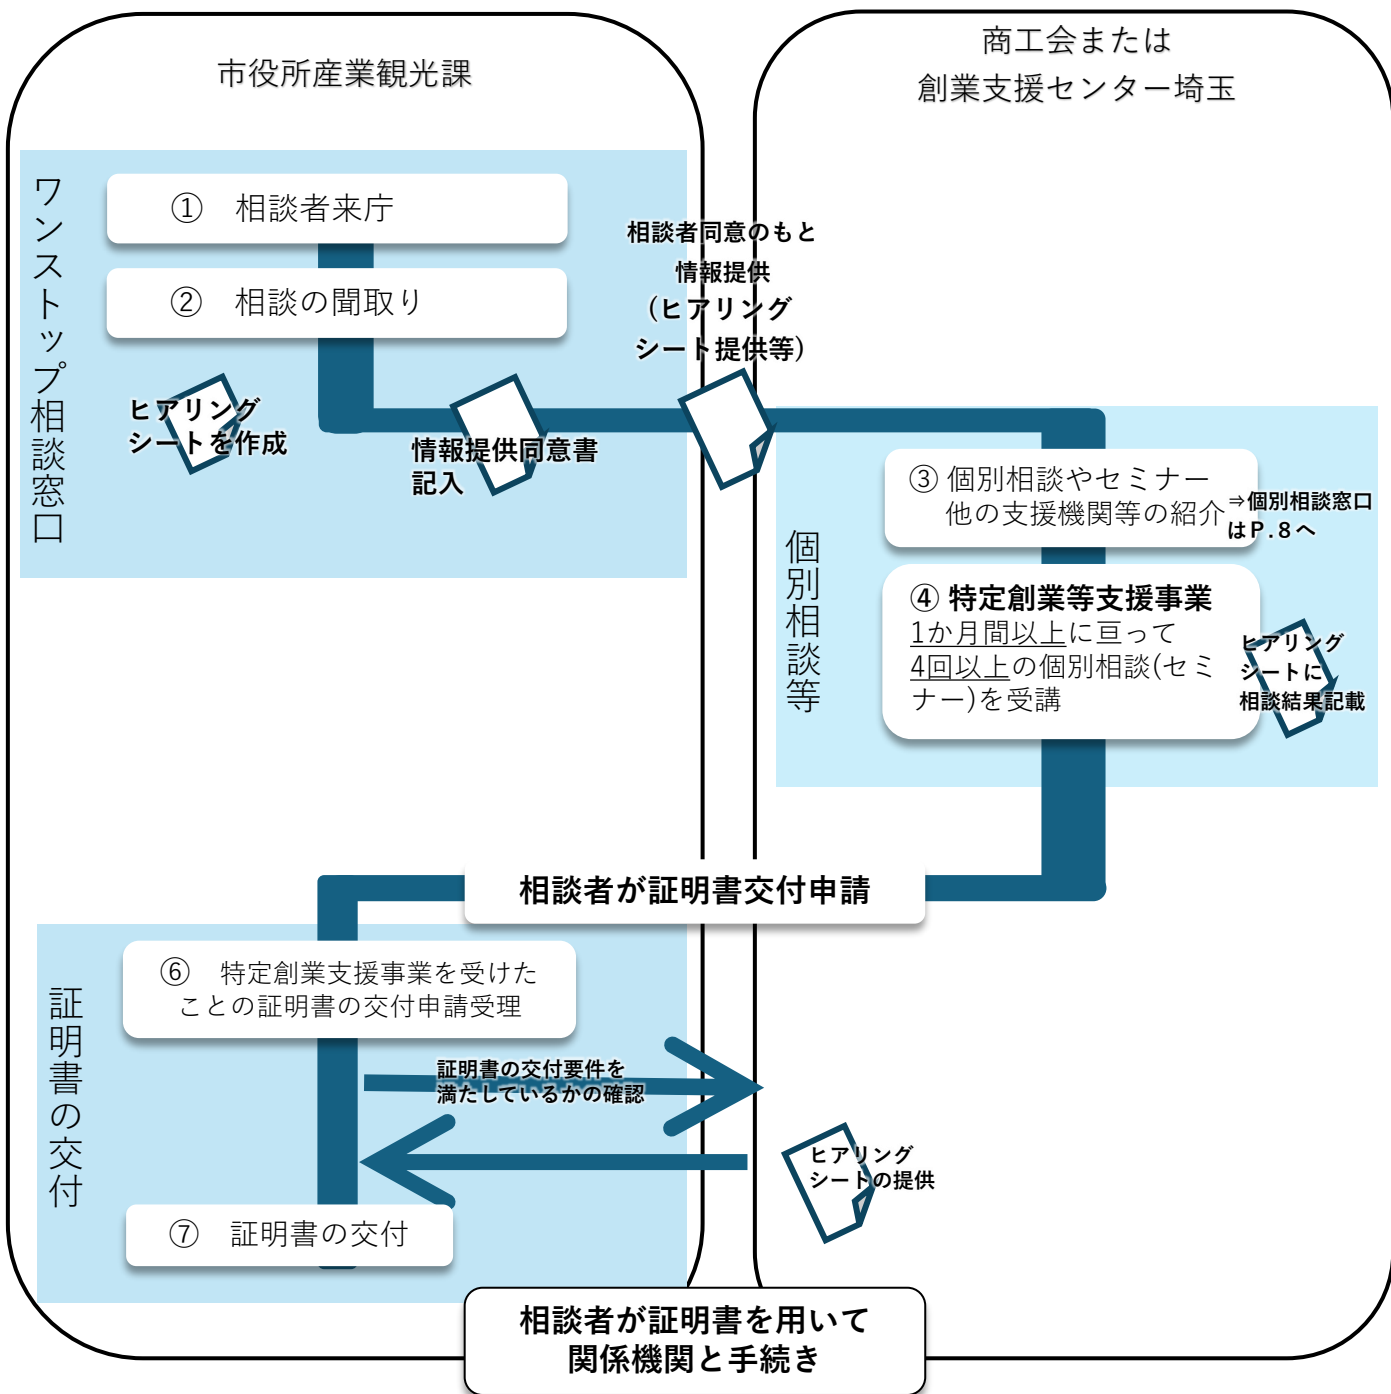 市役所産業観光課
商工会または
創業支援センター埼玉
ワンストップ相談窓口
① 相談者来庁
② 相談の聞取り
ヒアリング
シートを作成
情報提供同意書
記入
相談者同意のもと
情報提供
(ヒアリング
シート提供等)
個別相談等
③ 個別相談やセミナー
他の支援機関等の紹介
⇒個別相談窓口
はP.8へ
④ 特定創業等支援事業
1か月間以上に亘って
4回以上の個別相談(セミ
ナー)を受講
ヒアリング
シートに
相談結果記載
相談者が証明書交付申請
証明書の交付
⑥ 特定創業支援事業を受けた
ことの証明書の交付申請受理
証明書の交付要件を
満たしているかの確認
ヒアリング
シートの提供
⑦ 証明書の交付
相談者が証明書を用いて
関係機関と手続き